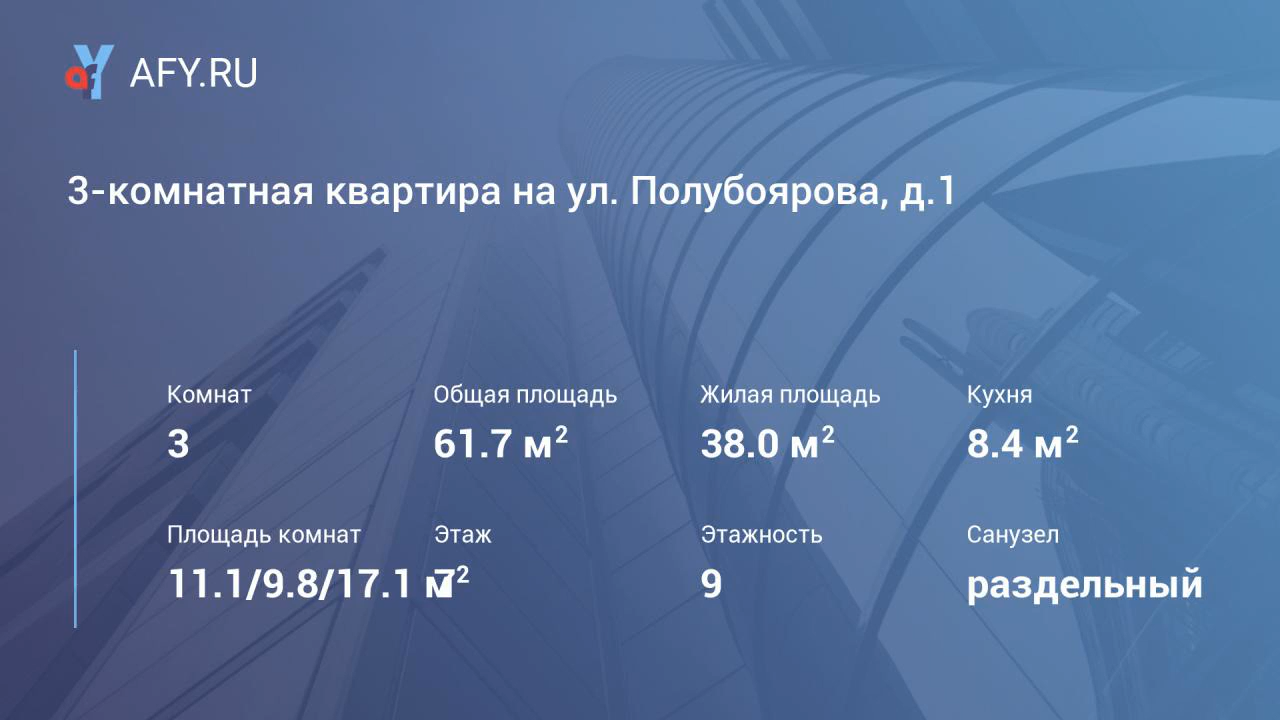 AFY.RU
3-комнатная квартира на ул. Полубоярова, д.1
Комнат
3
Общая площадь
61.7 м²
Жилая площадь
38.0 м²
Кухня
8.4 м²
Площадь комнат
11.1/9.8/17.1 м²
Этаж
7
Этажность
9
Санузел
раздельный